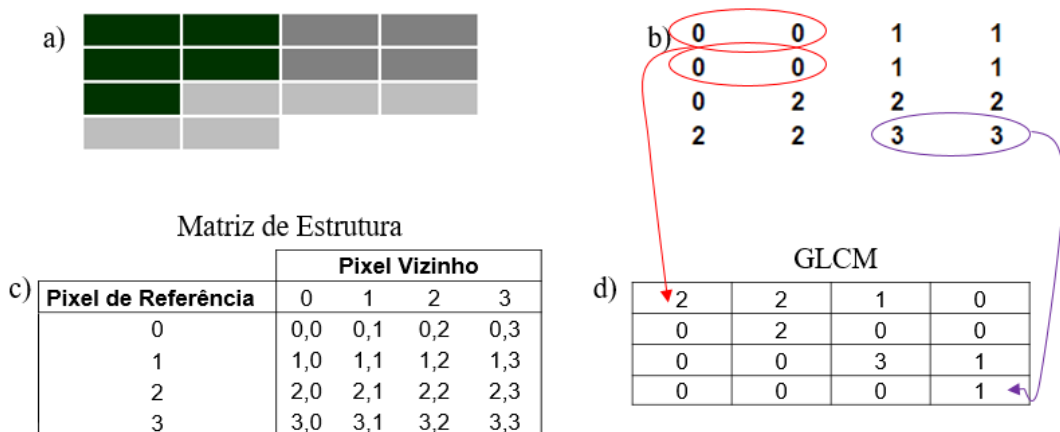 a)
b)
0 0 1 1
0 0 1 1
0 2 2 2
2 2 3 3
Matriz de Estrutura
c)
Pixel Vizinho
Pixel de Referência 0 1 2 3
0 0,0 0,1 0,2 0,3
1 1,0 1,1 1,2 1,3
2 2,0 2,1 2,2 2,3
3 3,0 3,1 3,2 3,3
GLCM
d)
2 2 1 0
0 2 0 0
0 0 3 1
0 0 0 1